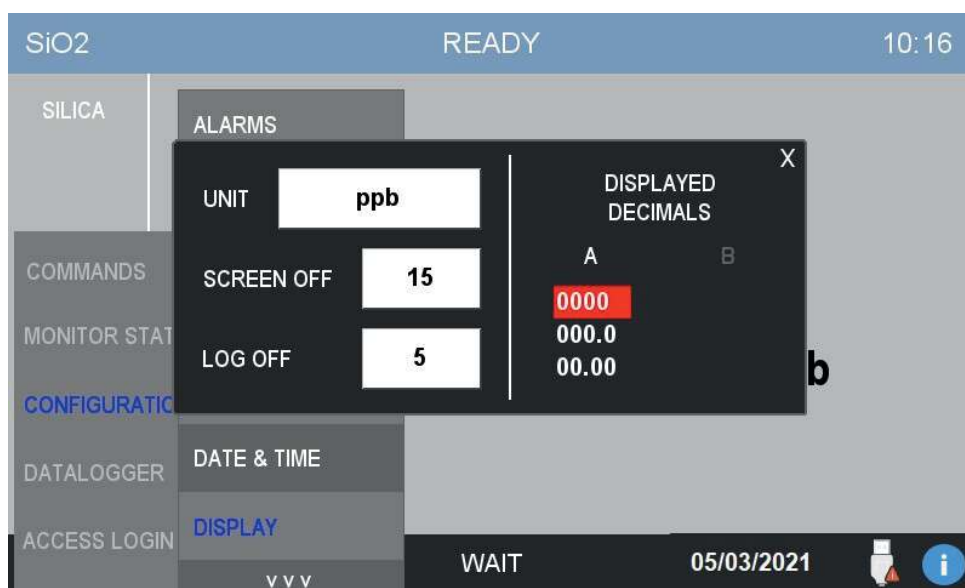 SiO2 READY 10:16
SILICA
ALARMS
X
UNIT ppb
DISPLAYED
DECIMALS
A B
SCREEN OFF 15
0000
000.0
LOG OFF 5
00.00
b
COMMANDS
MONITOR STAT
CONFIGURATIC
DATALOGGER
ACCESS LOGIN
DATE & TIME
DISPLAY
V V V
WAIT 05/03/2021
i